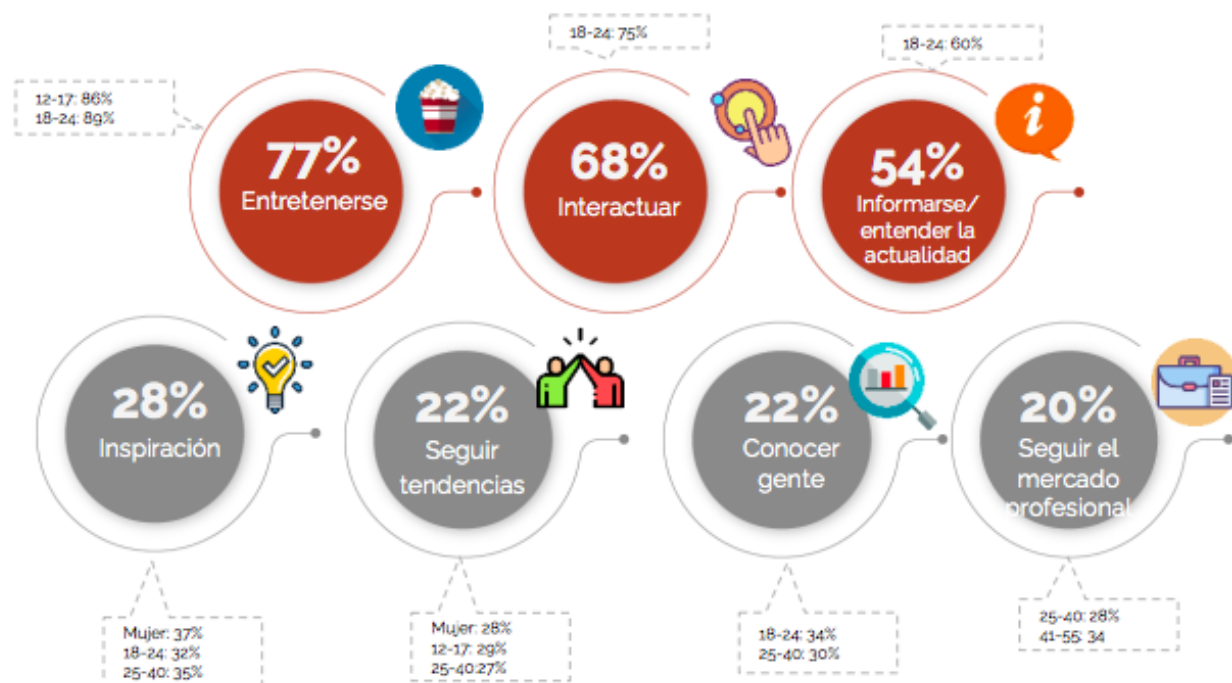 18-24: 75%
18-24: 60%
12-17: 86%
18-24: 89%
77%
Entretenerse
68%
Interactuar
54%
Informarse/
entender la
actualidad
i
28%
Inspiración
22%
Seguir
tendencias
22%
Conocer
gente
20%
Seguir el
mercado
profesional
Mujer: 37%
18-24: 32%
25-40: 35%
Mujer: 28%
12-17: 29%
25-40:27%
18-24: 34%
25-40: 30%
25-40: 28%
41-55: 34